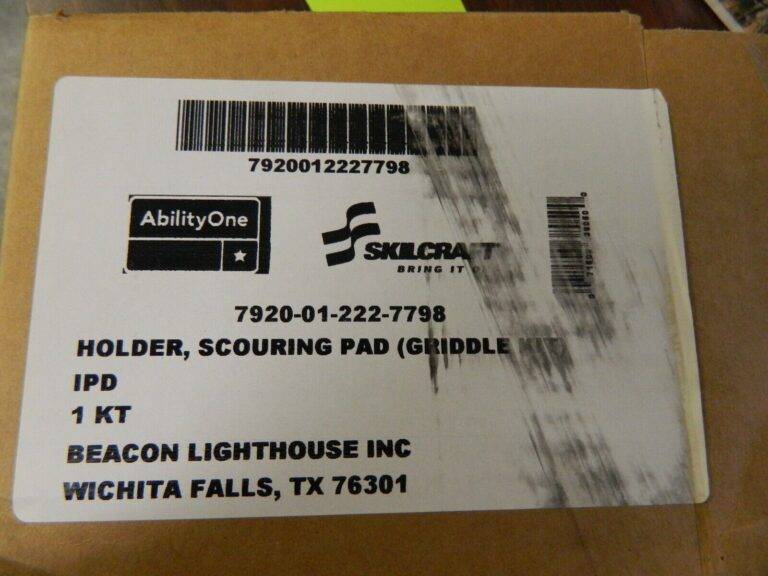 7920012227798
AbilityOne
SKILCRAFT
BRING IT
7920-01-222-7798
HOLDER, SCOURING PAD (GRIDDLE KIT)
IPD
1 KT
BEACON LIGHTHOUSE INC
WICHITA FALLS, TX 76301